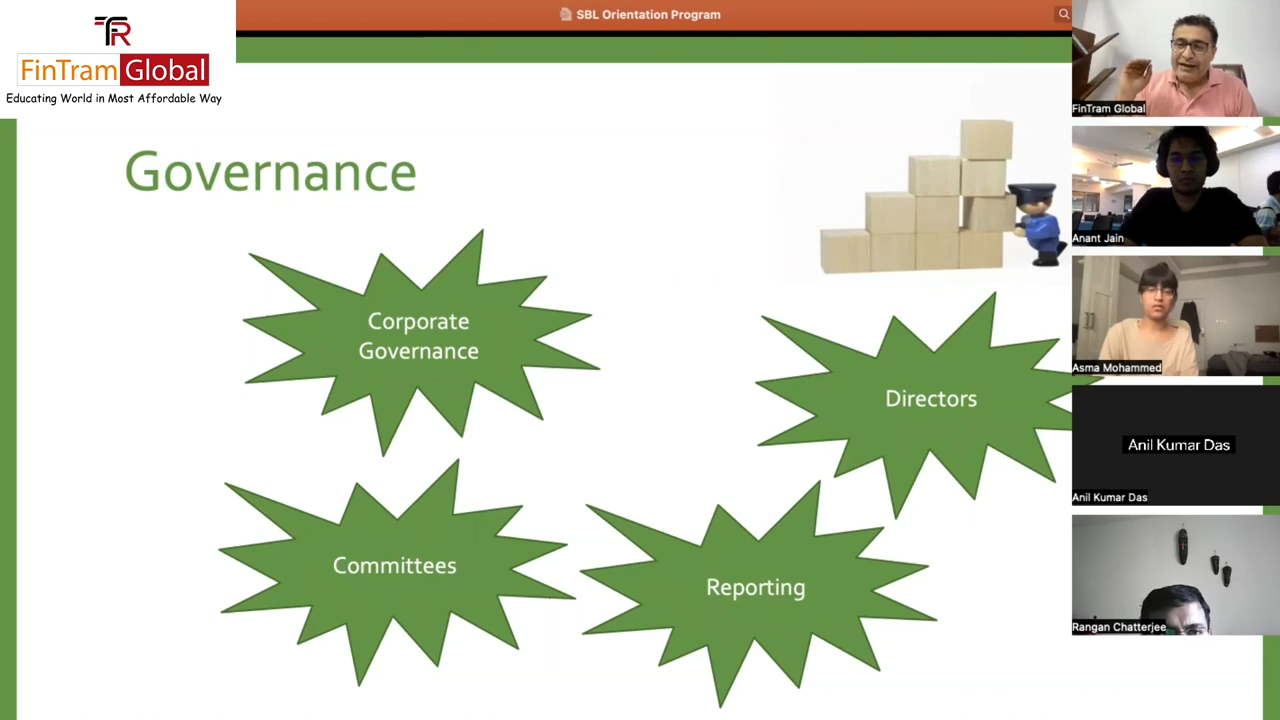 SBL Orientation Program
TR
FinTram Global
Educating World in Most Affordable Way
Governance
Corporate
Governance
Directors
Committees
Reporting
FinTram Global
Anant Jain
Asma Mohammed
Anil Kumar Das
Anil Kumar Das
Rangan Chatterjee